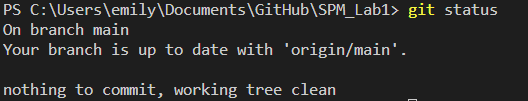 PS C:\Users\emily\Documents\GitHub\SPM_Lab1> git status
On branch main
Your branch is up to date with 'origin/main'.

nothing to commit, working tree clean